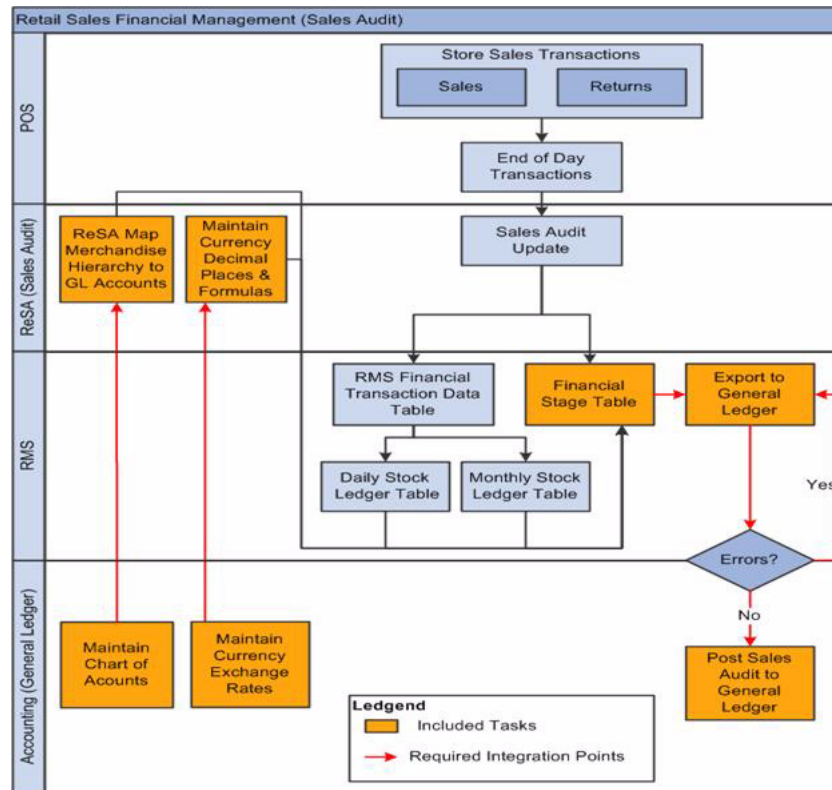 Retail Sales Financial Management (Sales Audit)
POS
Store Sales Transactions
Sales
Returns
End of Day
Transactions
ReSA (Sales Audit)
ReSA Map
Merchandise
Hierarchy to
GL Accounts
Maintain
Currency
Decimal
Places &
Formulas
Sales Audit
Update
RMS
RMS Financial
Transaction Data
Table
Financial
Stage Table
Export to
General
Ledger
Daily Stock
Ledger Table
Monthly Stock
Ledger Table
Yes
Errors?
No
Accounting (General Ledger)
Maintain
Chart of
Acounts
Maintain
Currency
Exchange
Rates
Post Sales
Audit to
General
Ledger
Ledgend
Included Tasks
Required Integration Points